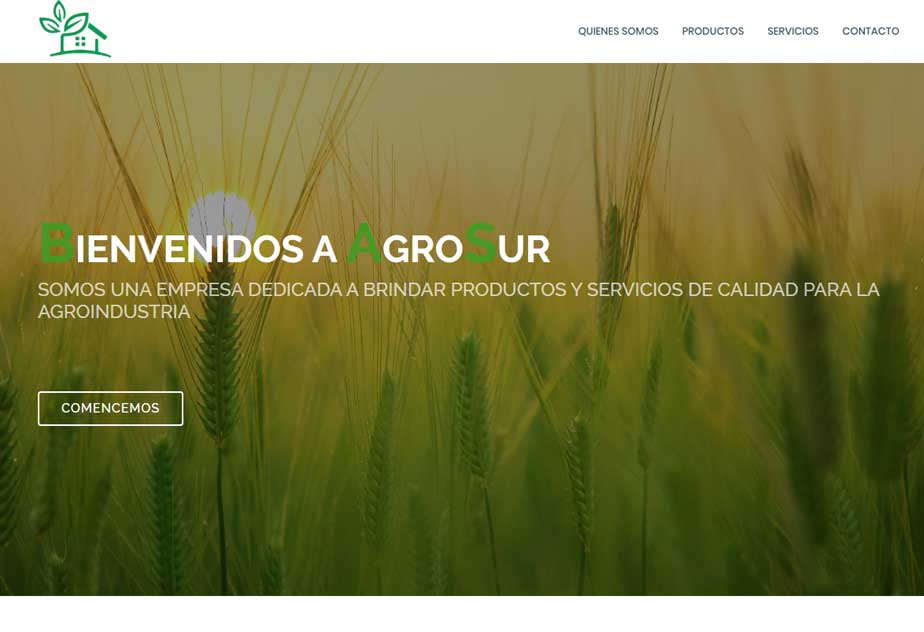 QUIENES SOMOS PRODUCTOS SERVICIOS CONTACTO
BIENVENIDOS A AGROSUR
SOMOS UNA EMPRESA DEDICADA A BRINDAR PRODUCTOS Y SERVICIOS DE CALIDAD PARA LA
AGROINDUSTRIA
COMENCEMOS